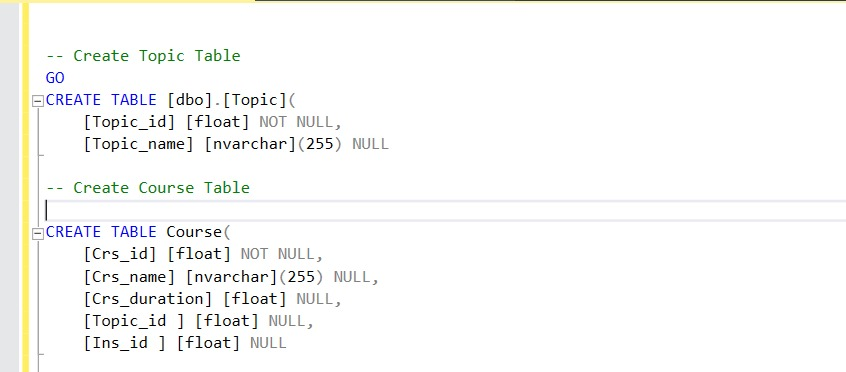 -- Create Topic Table
GO
CREATE TABLE [dbo].[Topic](
[Topic_id] [float] NOT NULL,
[Topic_name] [nvarchar](255) NULL
-- Create Course Table
CREATE TABLE Course(
[Crs_id] [float] NOT NULL,
[Crs_name] [nvarchar](255) NULL,
[Crs_duration] [float] NULL,
[Topic_id ] [float] NULL,
[Ins_id ] [float] NULL